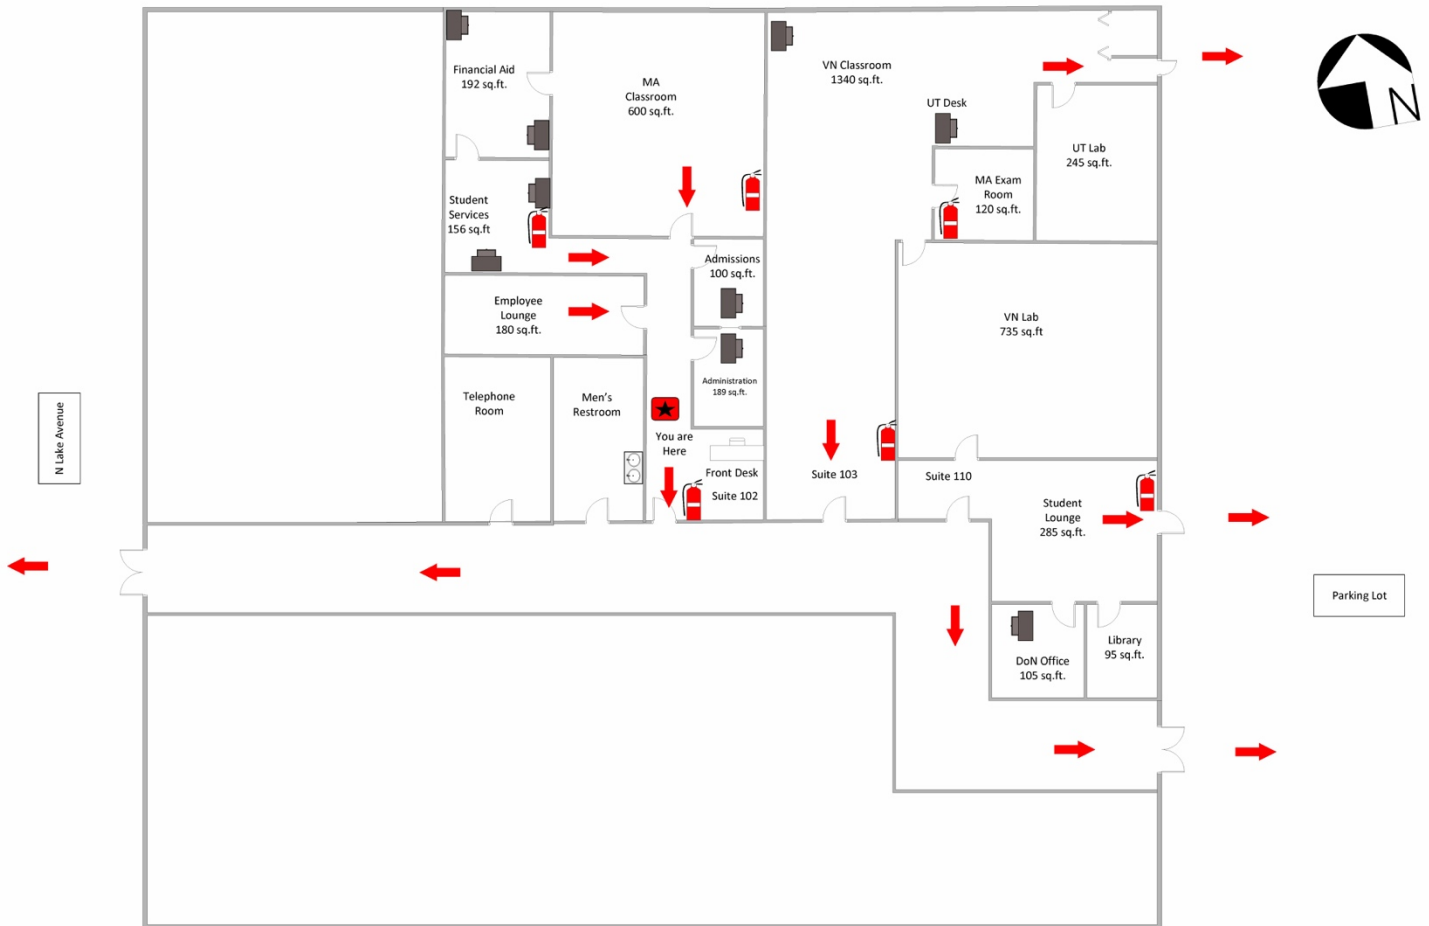 Financial Aid
192 sq.ft.
MA
Classroom
600 sq.ft.
VN Classroom
1340 sq.ft.
UT Desk
N
UT Lab
245 sq.ft.
MA Exam
Room
120 sq.ft.
Student
Services
156 sq.ft
Admissions
100 sq.ft.
Employee
Lounge
180 sq.ft.
VN Lab
735 sq.ft
Administration
189 sq.ft.
Telephone
Room
Men's
Restroom
N Lake Avenue
You are
Here
Front Desk
Suite 102
Suite 103
Suite 110
Student
Lounge
285 sq.ft.
Parking Lot
DoN Office
105 sq.ft.
Library
95 sq.ft.